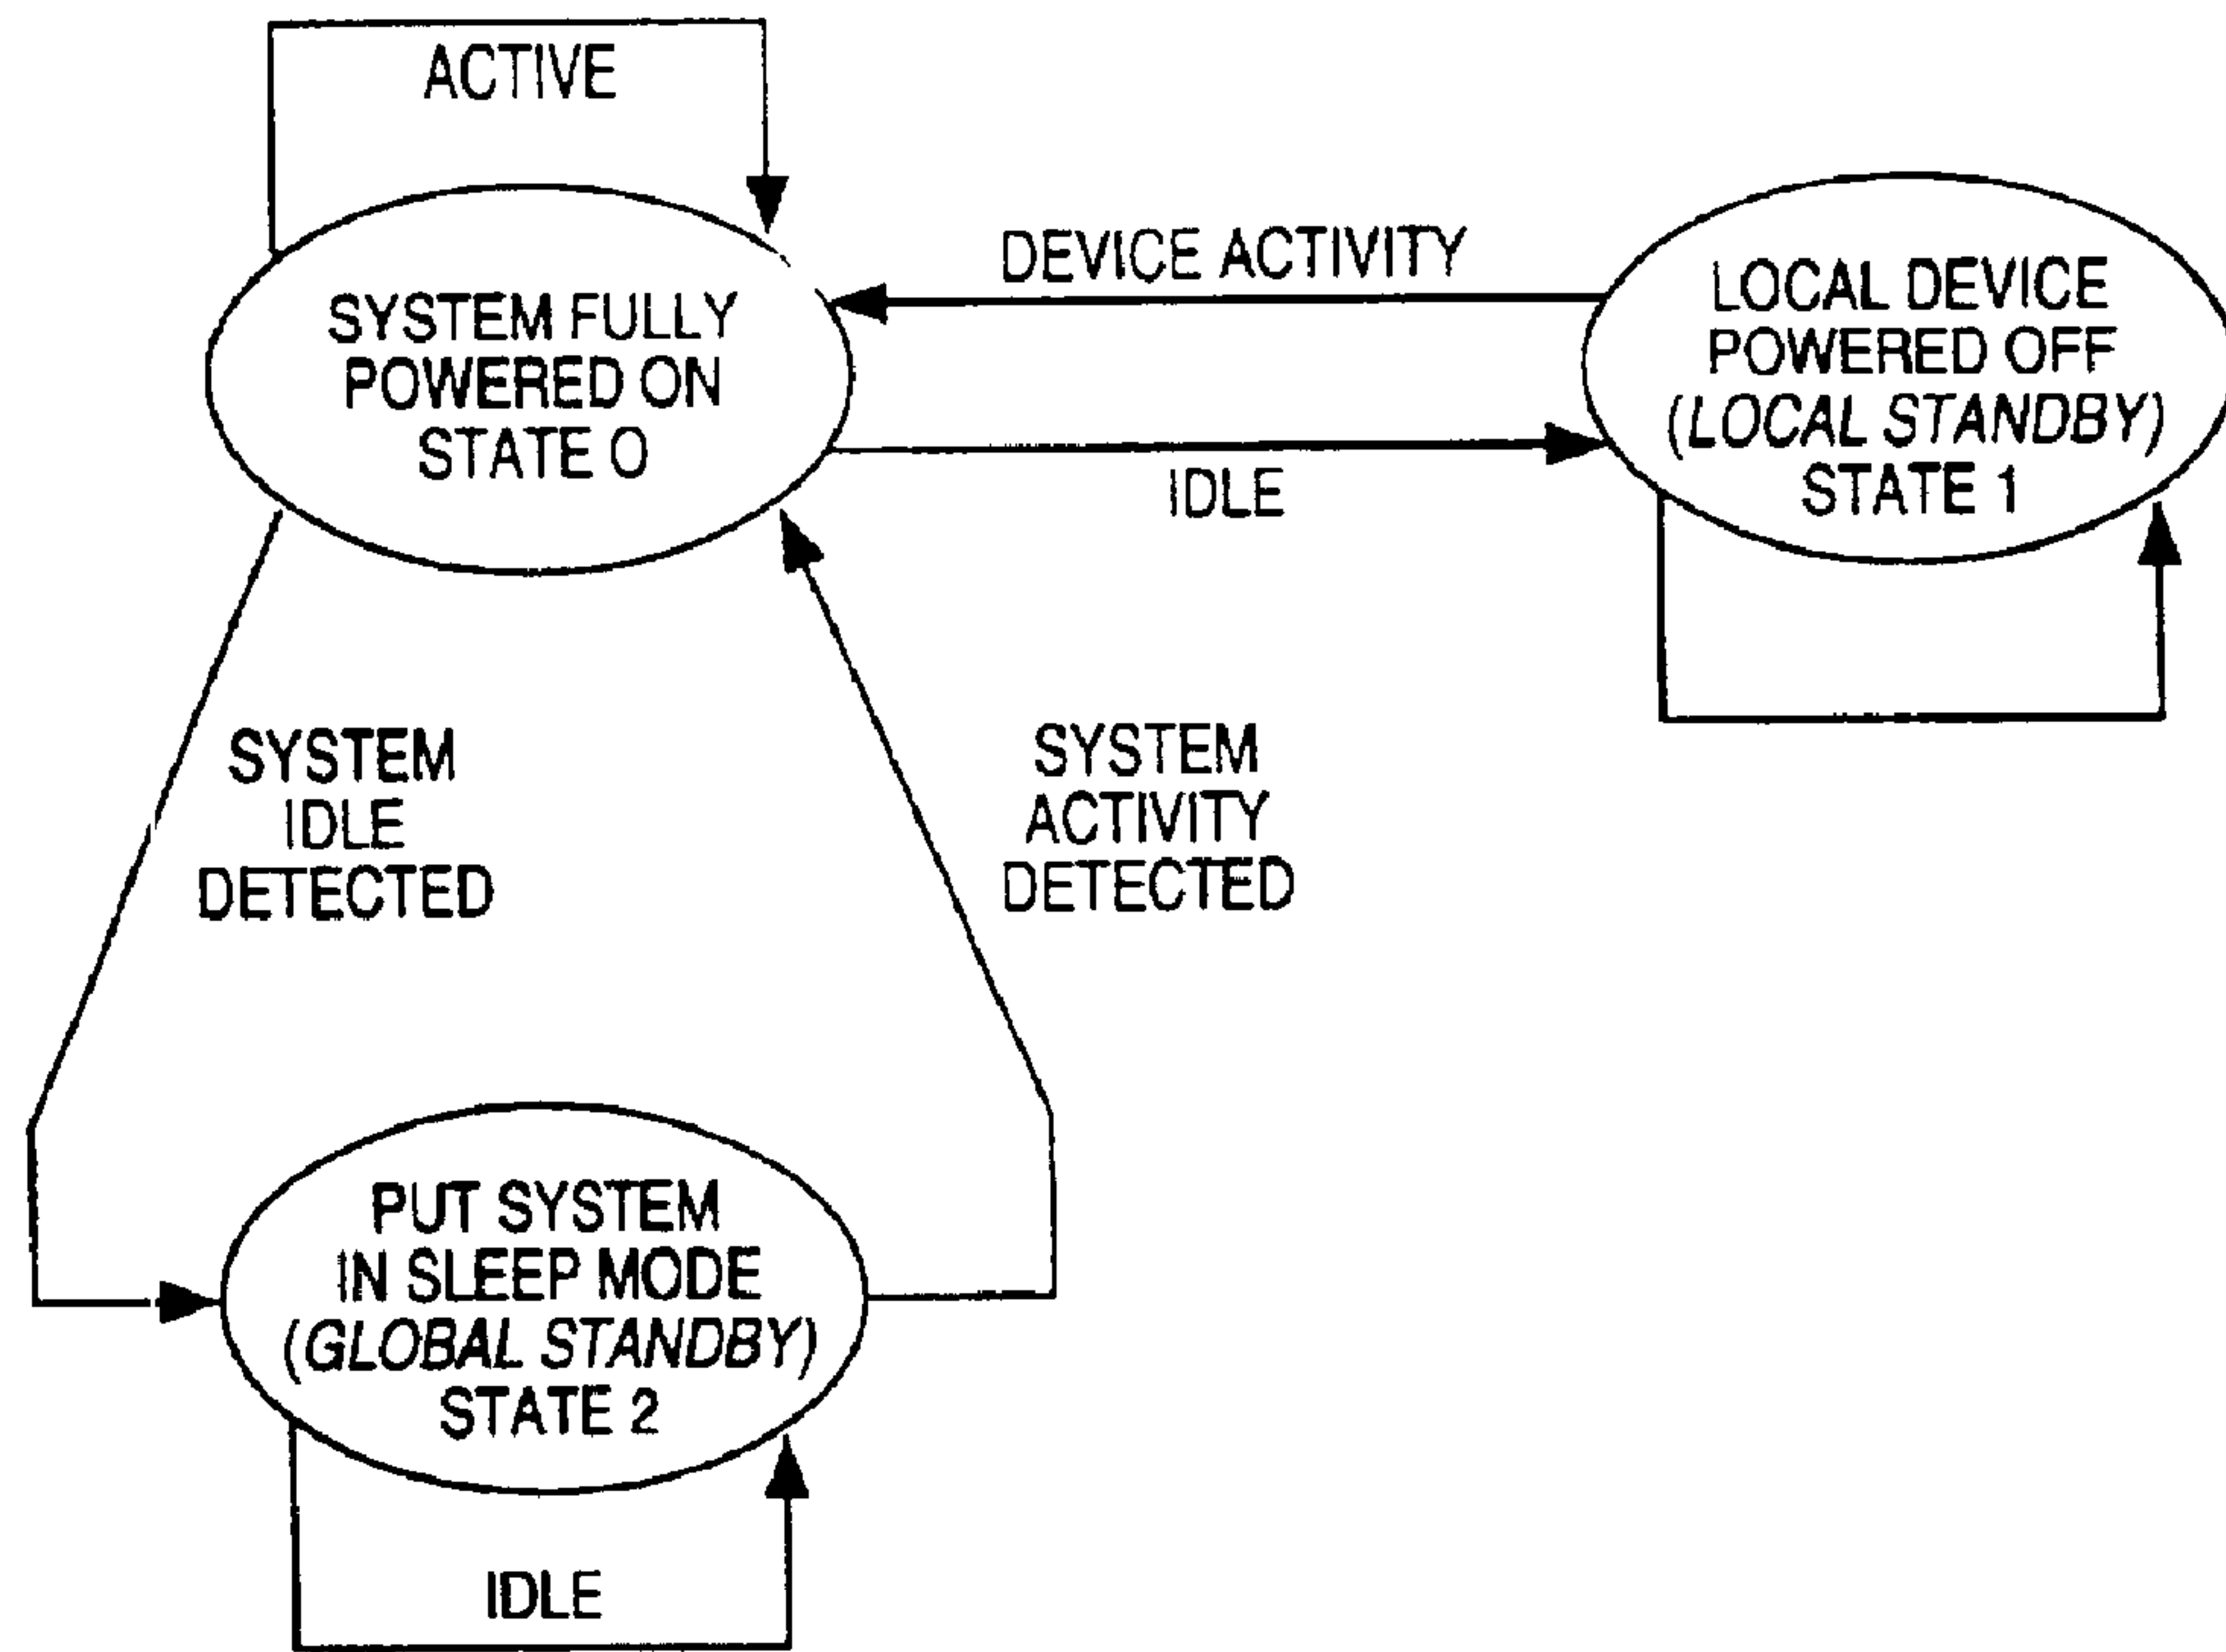 ACTIVE
SYSTEM FULLY
POWERED ON
STATE O
DEVICE ACTIVITY
IDLE
LOCAL DEVICE
POWERED OFF
(LOCAL STANDBY)
STATE 1
SYSTEM
IDLE
DETECTED
SYSTEM
ACTIVITY
DETECTED
PUT SYSTEM
IN SLEEP MODE
(GLOBAL STANDBY)
STATE 2
IDLE